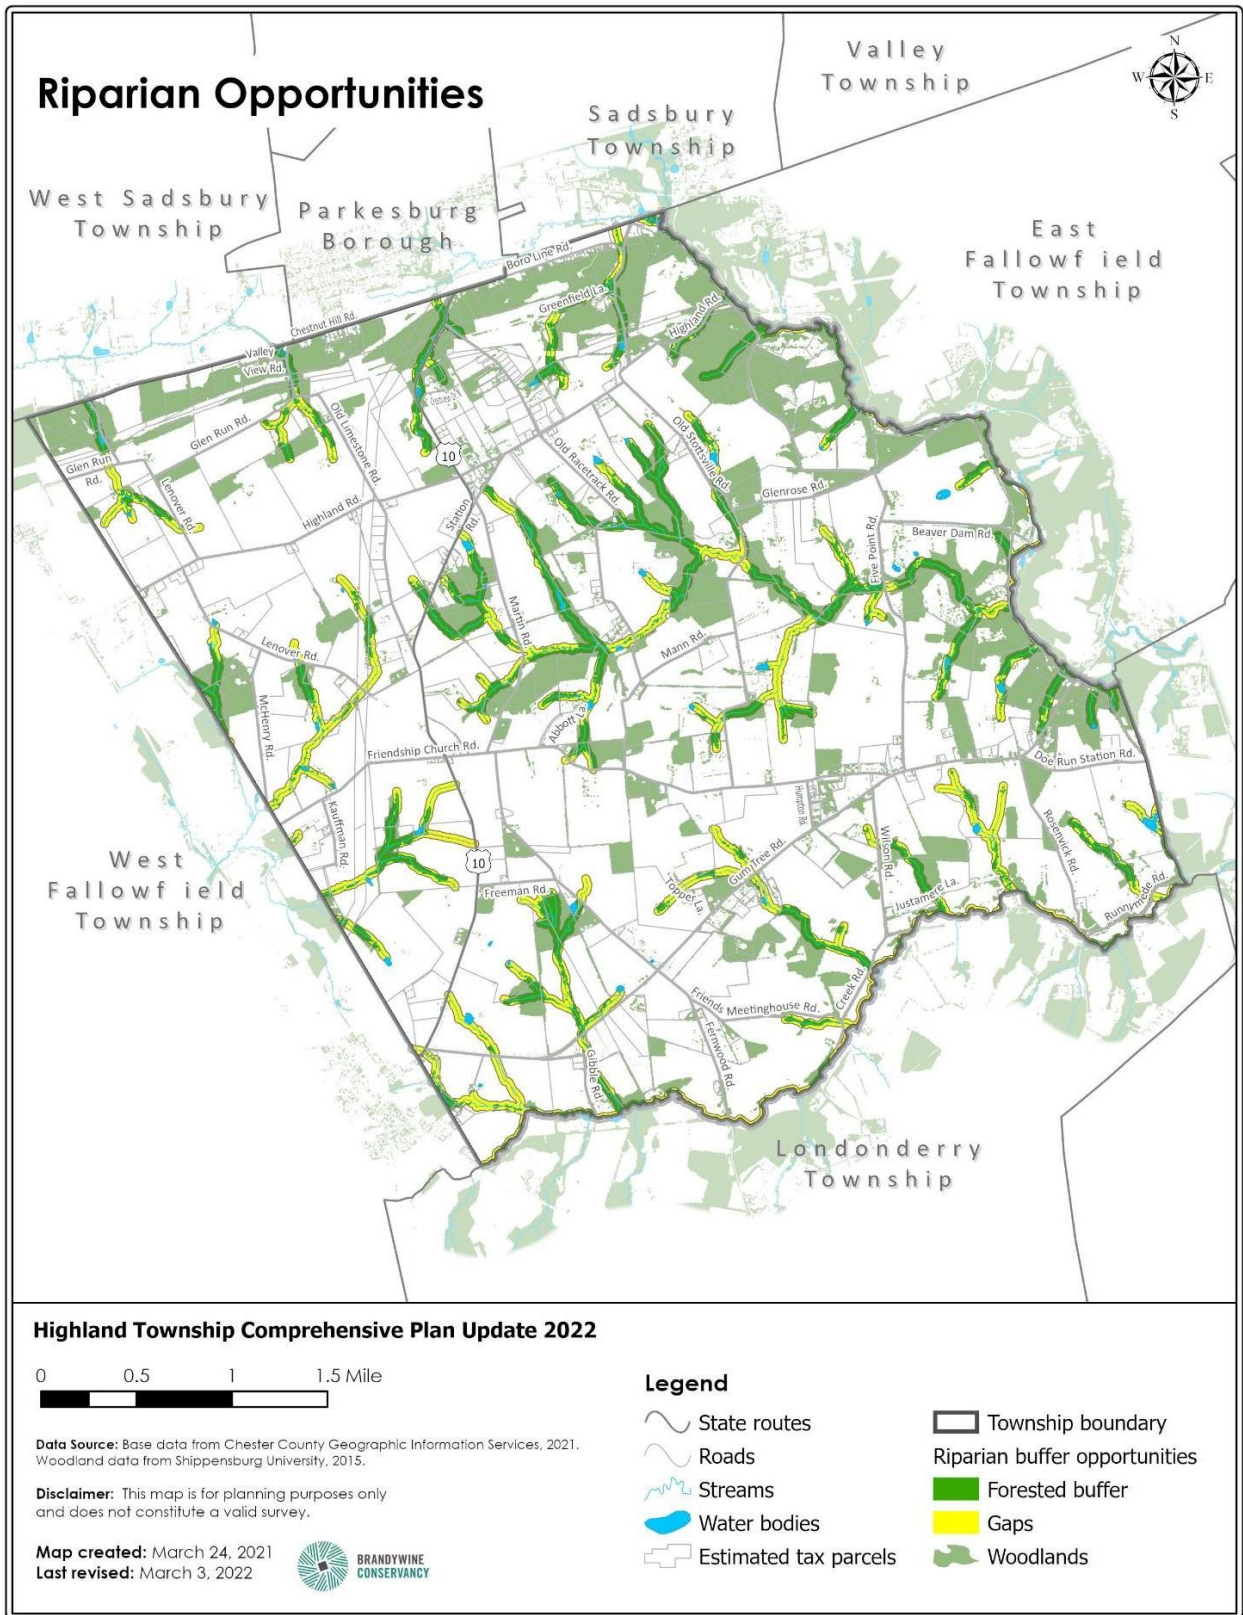 Riparian Opportunities
Valley
Township
N
W
E
S
Sadsbury
Township
West Sadsbury
Township
Parkesburg
Borough
East
Fallowf ield
Township
Boro Line Rd.
Greenfield La.
Highland Rd.
Chestnut Hill Rd.
Valley
View Rd.
Glen Run Rd.
Old Limestone Rd.
Glen Run
Rd.
Lenover Rd.
10
Old Stottsville Rd.
Old Racetrack Rd.
Glenrose Rd.
Highland Rd.
Station
Rd.
Five Point Rd.
Beaver Dam Rd.
Martin Rd.
Mann Rd.
Lenover Rd.
McHenry Rd.
Abbott La.
Friendship Church Rd.
Doe Run Station Rd.
Kauffman Rd.
Humpton Rd.
Wilson Rd.
Rosenvick Rd.
West
Fallowf ield
Township
10
Gum Tree Rd.
Freeman Rd.
Topper La.
Justamere La.
Runnymede Rd.
Creek Rd.
Friends Meetinghouse Rd.
Fernwood Rd.
Gibble Rd.
Londonderry
Township
Highland Township Comprehensive Plan Update 2022
0 0.5 1 1.5 Mile
Data Source: Base data from Chester County Geographic Information Services, 2021.
Woodland data from Shippensburg University, 2015.
Disclaimer: This map is for planning purposes only
and does not constitute a valid survey.
Map created: March 24, 2021
Last revised: March 3, 2022
BRANDYWINE
CONSERVANCY
Legend
State routes
Roads
Streams
Water bodies
Estimated tax parcels
Township boundary
Riparian buffer opportunities
Forested buffer
Gaps
Woodlands